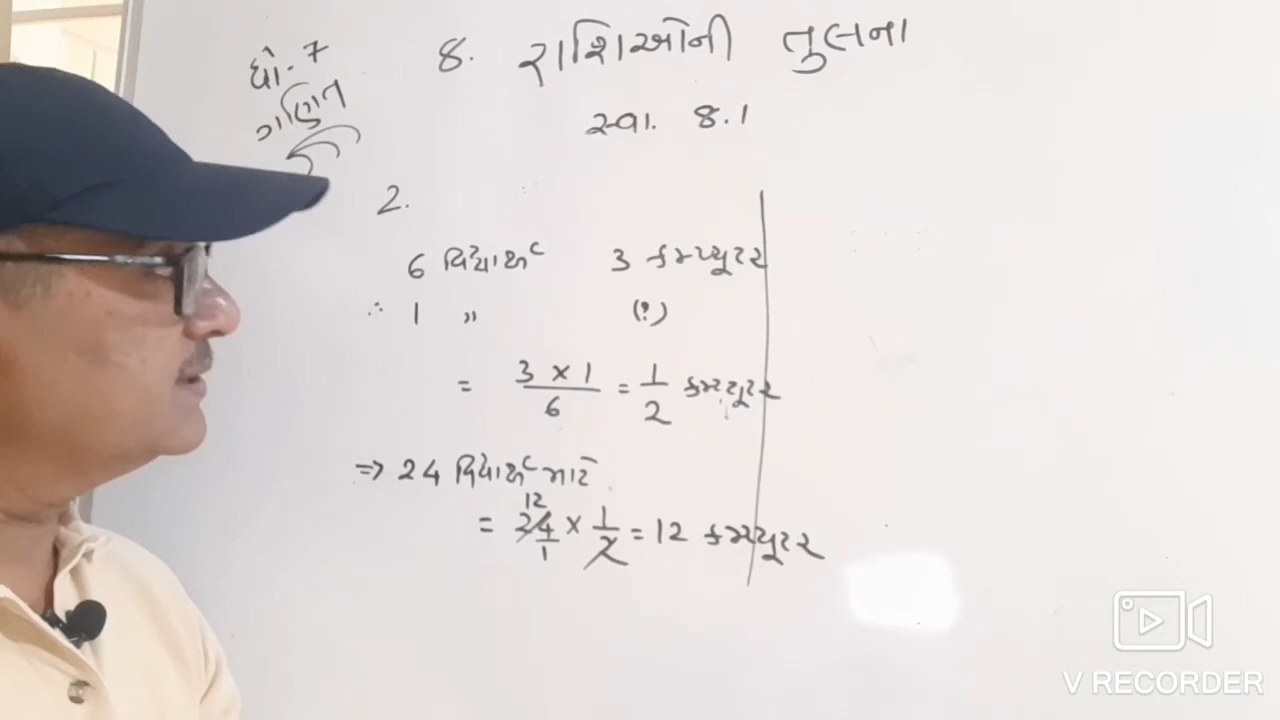 ધો.-7
ગણિત
8. રાશિઓની તુલના
સ્વા. 8.1
2.
6 વિદ્યાર્થી 3 કમ્પ્યૂટર
∴ 1 ,, (?)
= 3 × 1 / 6 = 1/2 કમ્પ્યૂટર
⇒ 24 વિદ્યાર્થી માટે
12
= 24/1 × 1/2 = 12 કમ્પ્યૂટર
V RECORDER